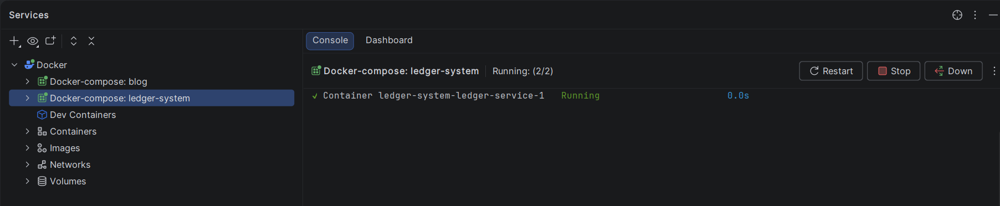 Services
Docker
Docker-compose: blog
Docker-compose: ledger-system
Dev Containers
Containers
Images
Networks
Volumes
Console Dashboard
Docker-compose: ledger-system Running: (2/2) Restart Stop Down
✓ Container ledger-system-ledger-service-1 Running 0.0s